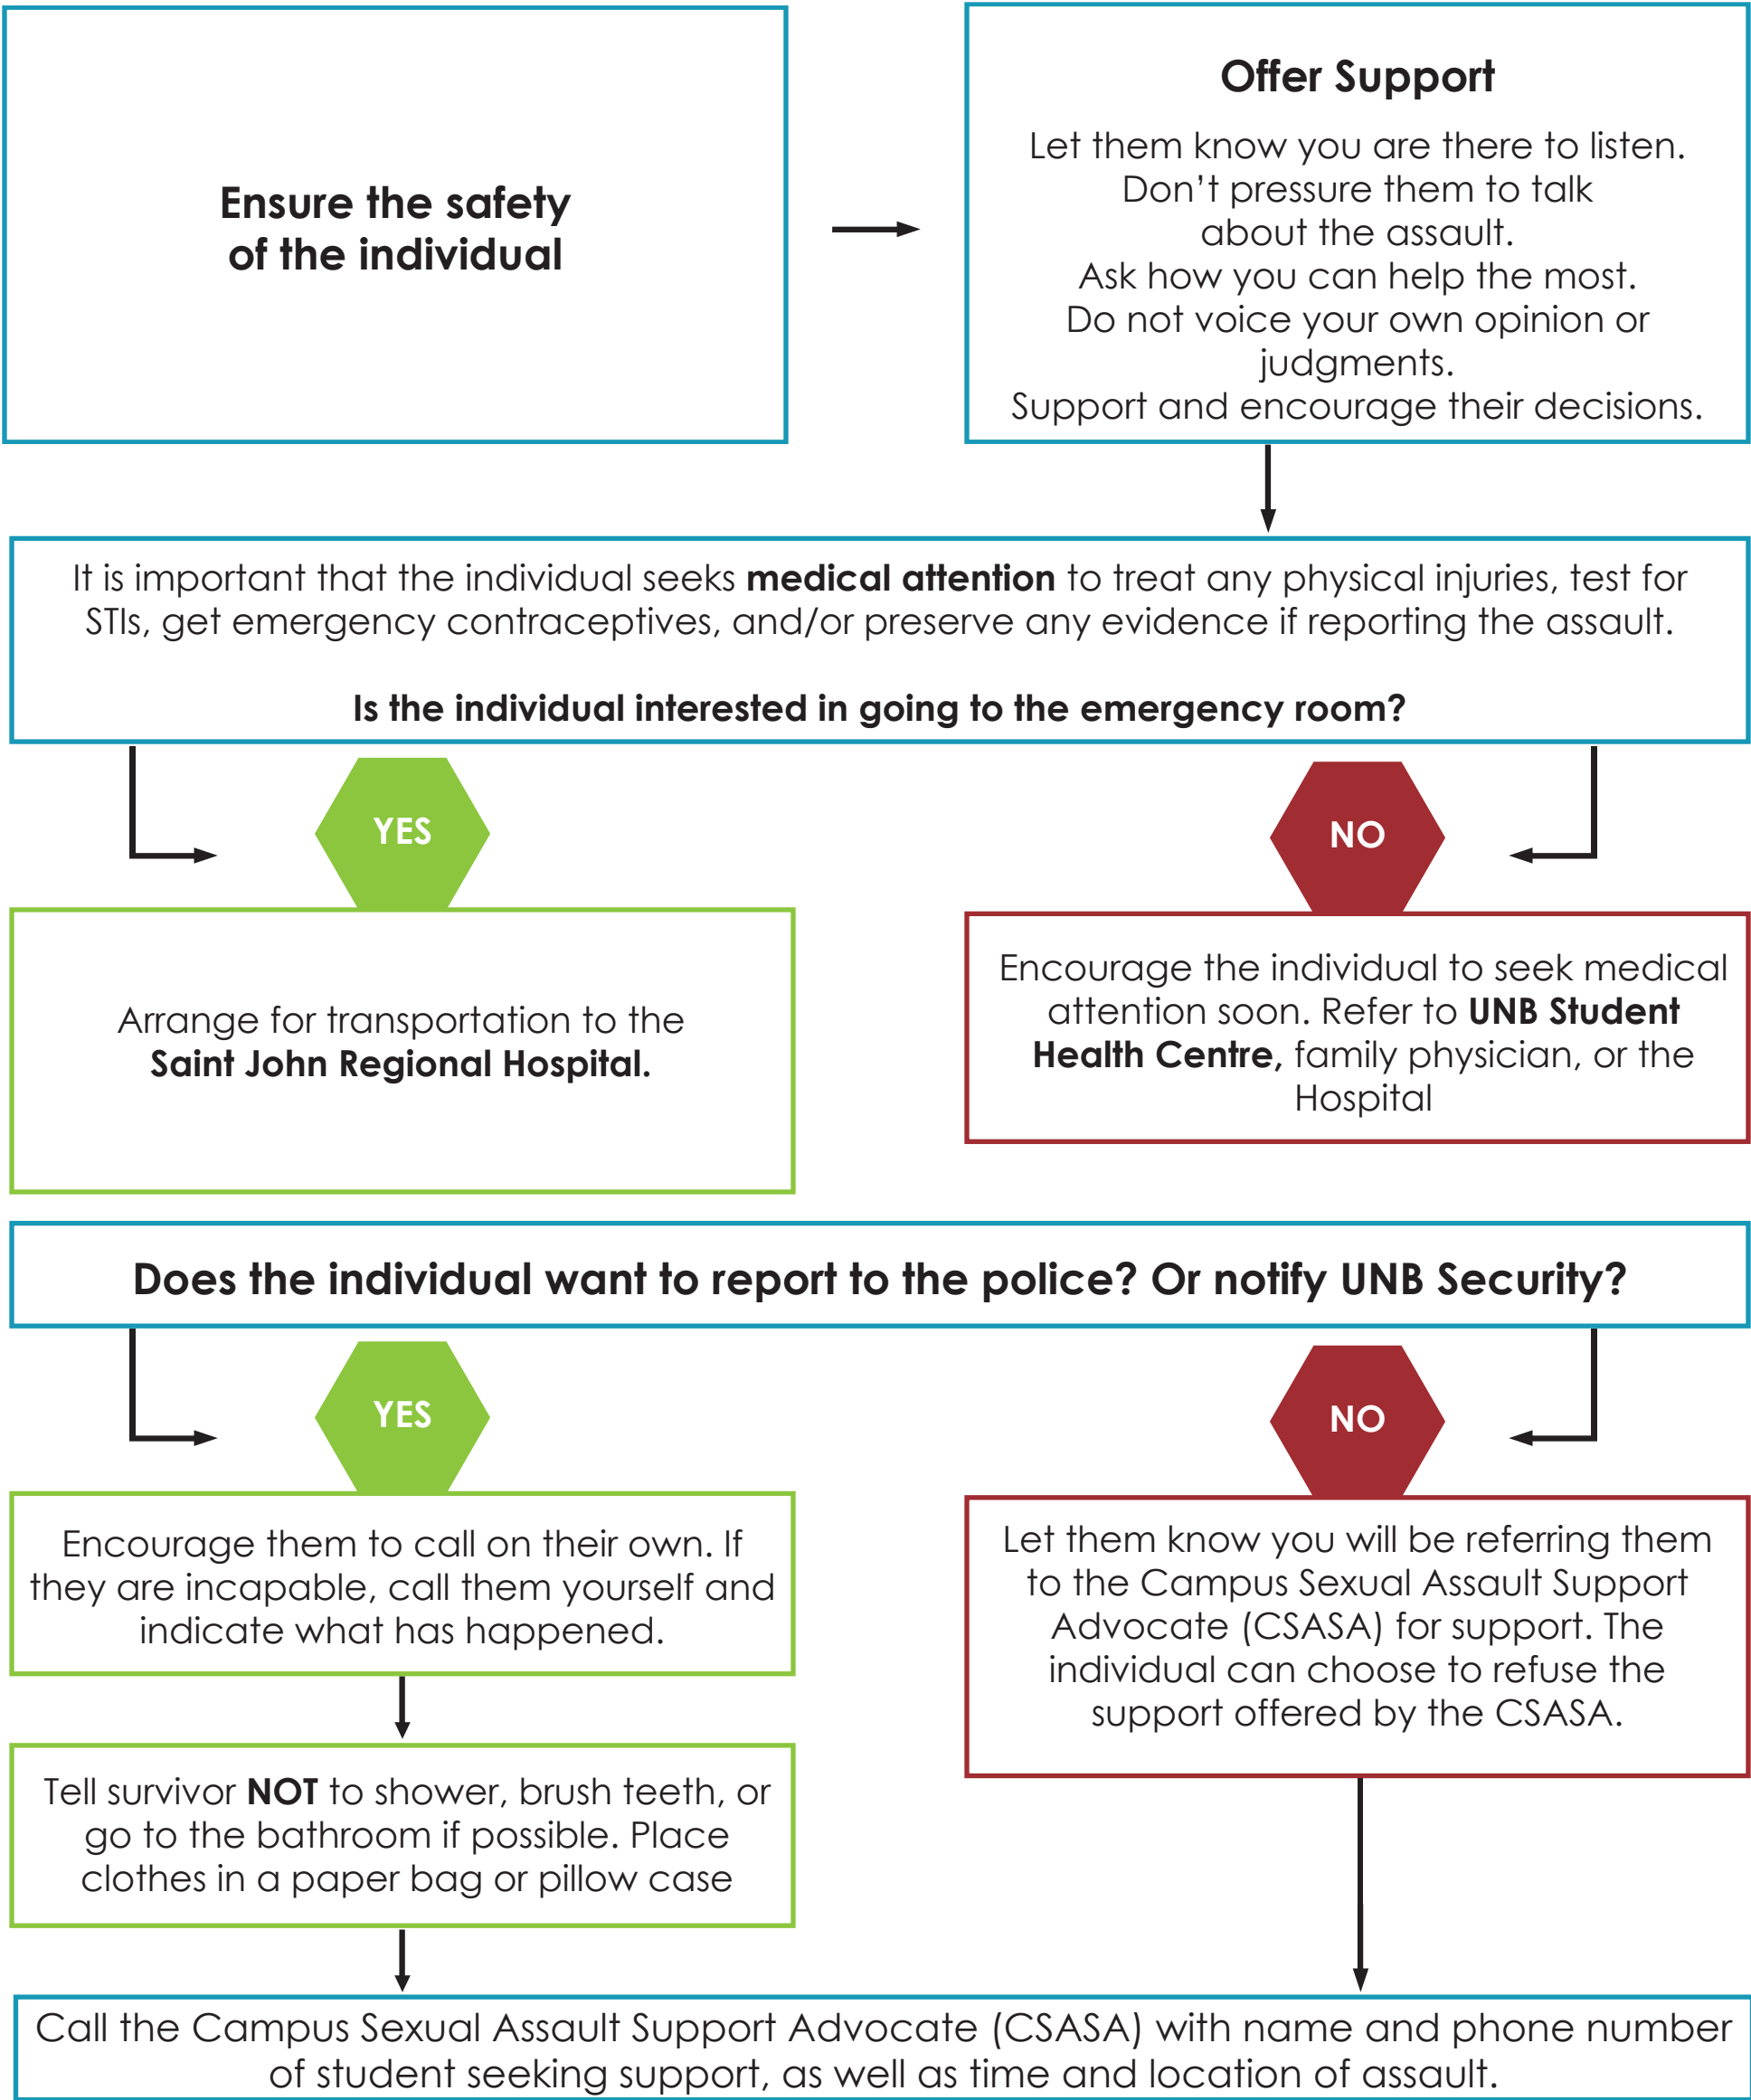 Ensure the safety
of the individual
Offer Support
Let them know you are there to listen.
Don’t pressure them to talk
about the assault.
Ask how you can help the most.
Do not voice your own opinion or
judgments.
Support and encourage their decisions.
It is important that the individual seeks medical attention to treat any physical injuries, test for
STIs, get emergency contraceptives, and/or preserve any evidence if reporting the assault.
Is the individual interested in going to the emergency room?
YES
Arrange for transportation to the
Saint John Regional Hospital.
NO
Encourage the individual to seek medical
attention soon. Refer to UNB Student
Health Centre, family physician, or the
Hospital
Does the individual want to report to the police? Or notify UNB Security?
YES
Encourage them to call on their own. If
they are incapable, call them yourself and
indicate what has happened.
Tell survivor NOT to shower, brush teeth, or
go to the bathroom if possible. Place
clothes in a paper bag or pillow case
NO
Let them know you will be referring them
to the Campus Sexual Assault Support
Advocate (CSASA) for support. The
individual can choose to refuse the
support offered by the CSASA.
Call the Campus Sexual Assault Support Advocate (CSASA) with name and phone number
of student seeking support, as well as time and location of assault.